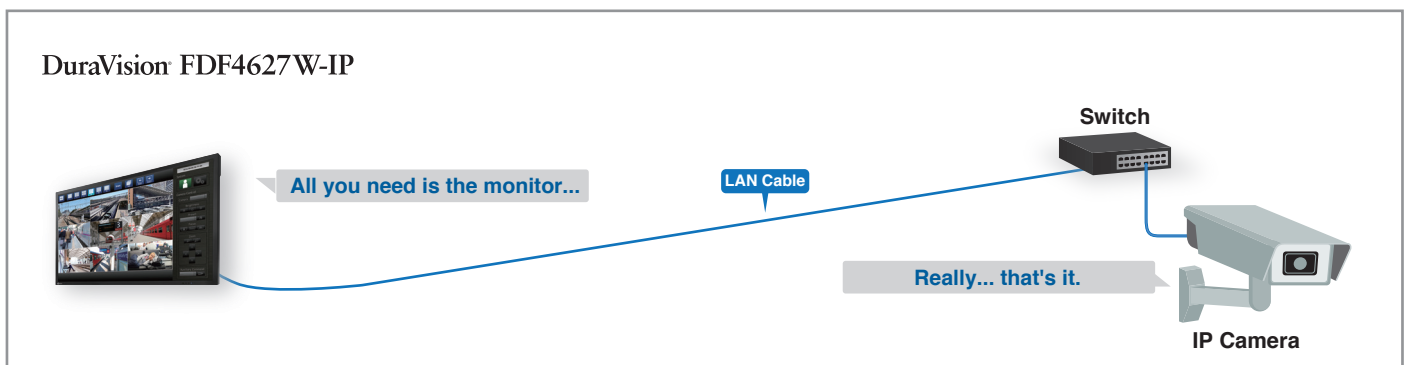 DuraVision® FDF4627W-IP
Switch
All you need is the monitor...
LAN Cable
Really... that's it.
IP Camera